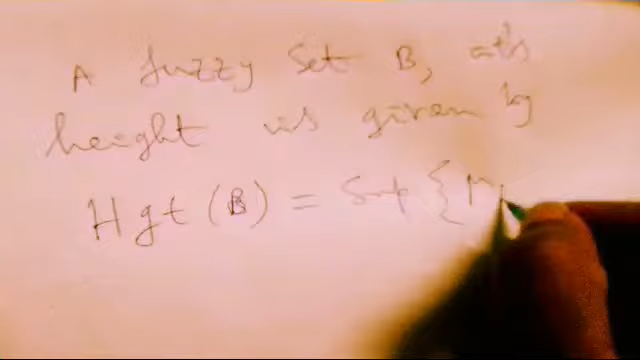 A fuzzy Set B, its
height is given by
Hgt (B) = Sup { μ